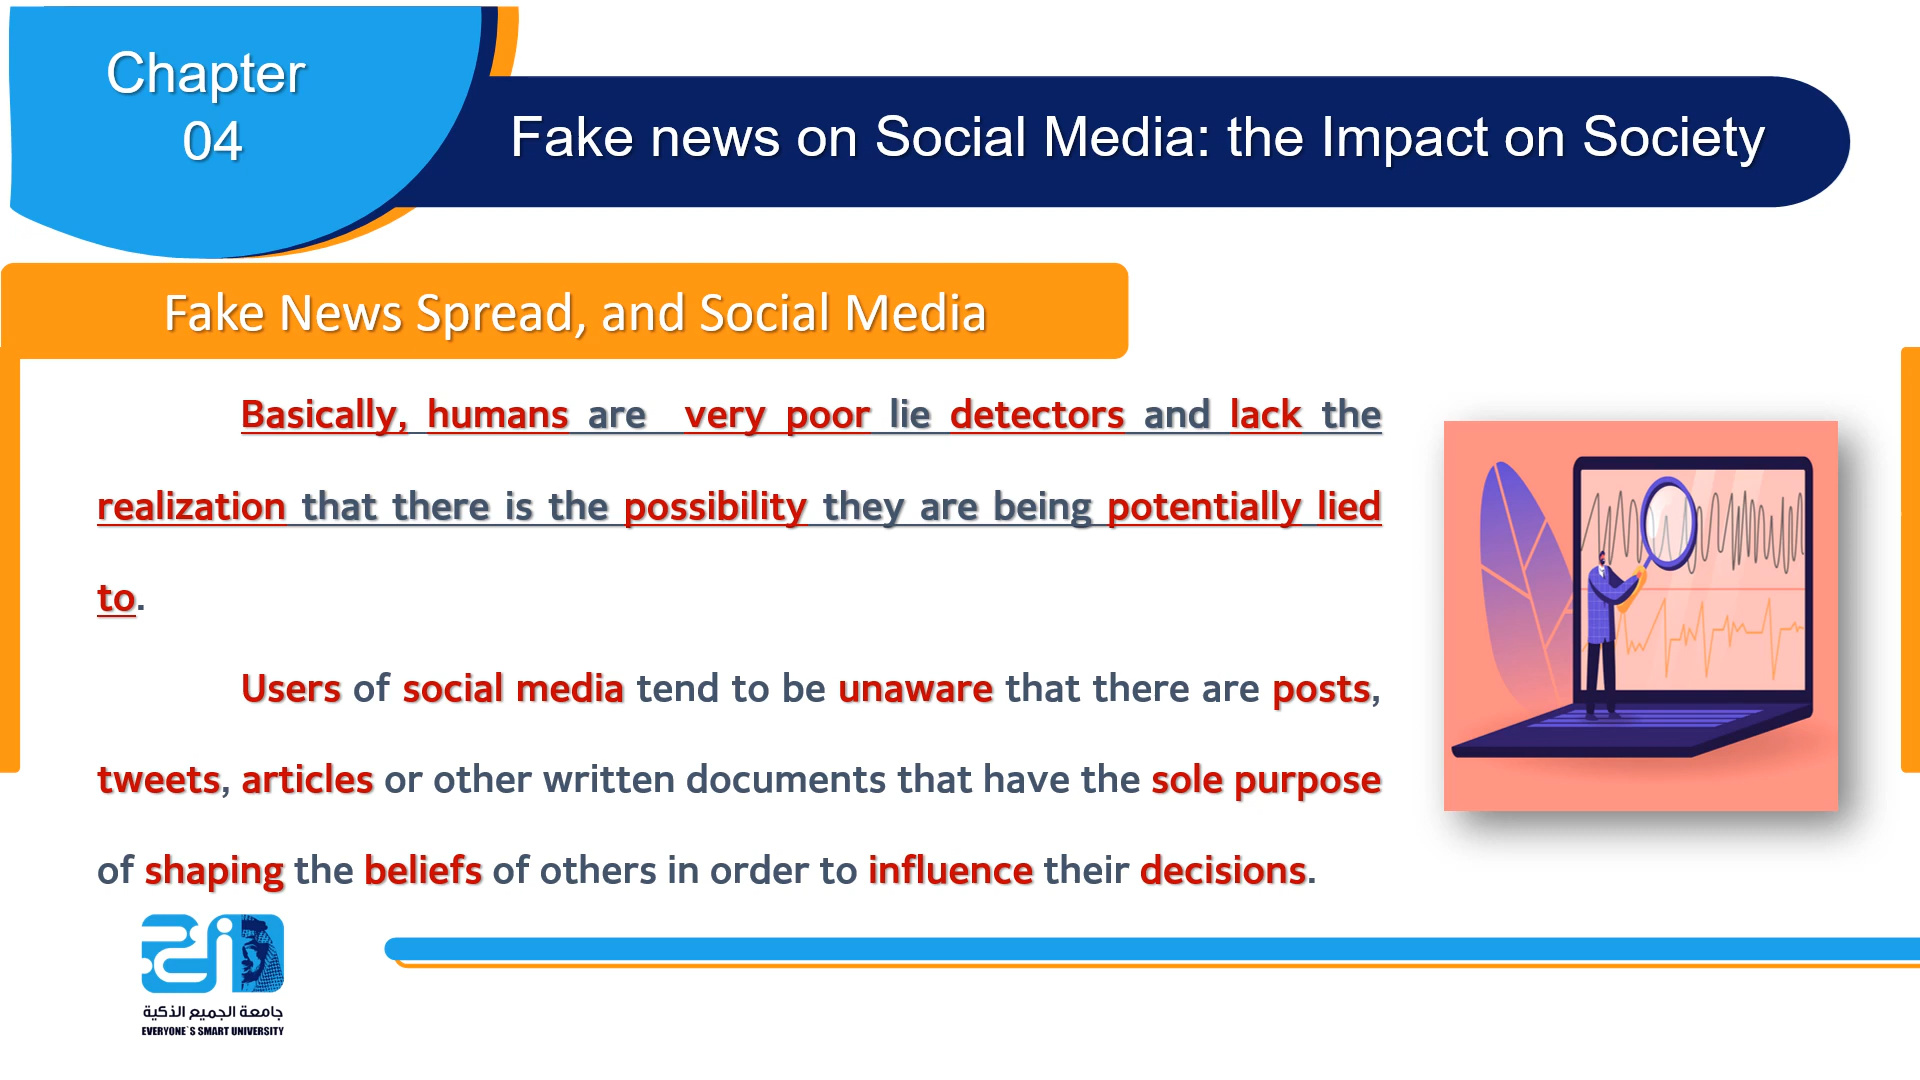 Chapter
04
Fake news on Social Media: the Impact on Society
Fake News Spread, and Social Media
Basically, humans are very poor lie detectors and lack the
realization that there is the possibility they are being potentially lied
to.
Users of social media tend to be unaware that there are posts,
tweets, articles or other written documents that have the sole purpose
of shaping the beliefs of others in order to influence their decisions.
جامعة الجميع الذكية
EVERYONE`S SMART UNIVERSITY